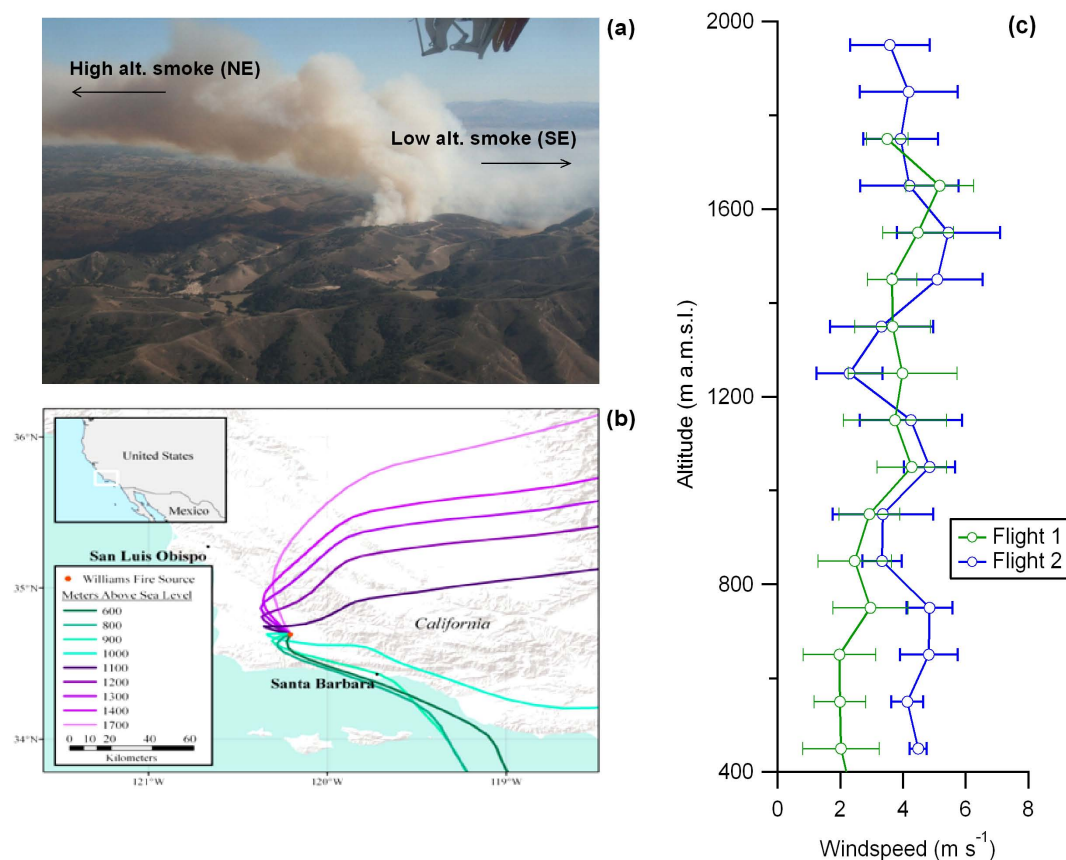 (a)
High alt. smoke (NE)
Low alt. smoke (SE)
(b)
36°N
35°N
34°N
121°W
120°W
119°W
United States
Mexico
San Luis Obispo
Williams Fire Source
Meters Above Sea Level
600
800
900
1000
1100
1200
1300
1400
1700
0 10 20 40 60
Kilometers
California
Santa Barbara
(c)
2000
1600
1200
800
400
Altitude (m a.m.s.l.)
Flight 1
Flight 2
0 2 4 6 8
Windspeed (m s⁻¹)